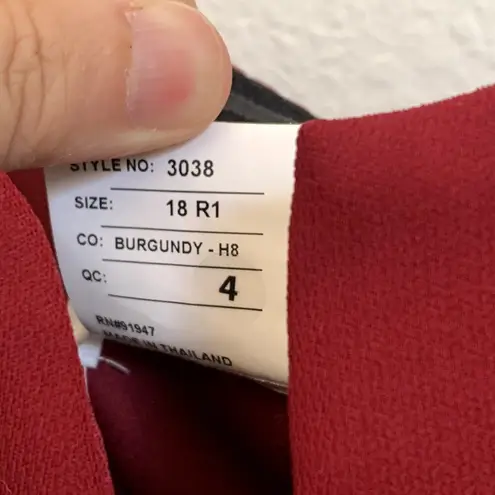 STYLE NO: 3038
SIZE: 18 R1
CO: BURGUNDY - H8
QC: 4
RN#91947
MADE IN THAILAND